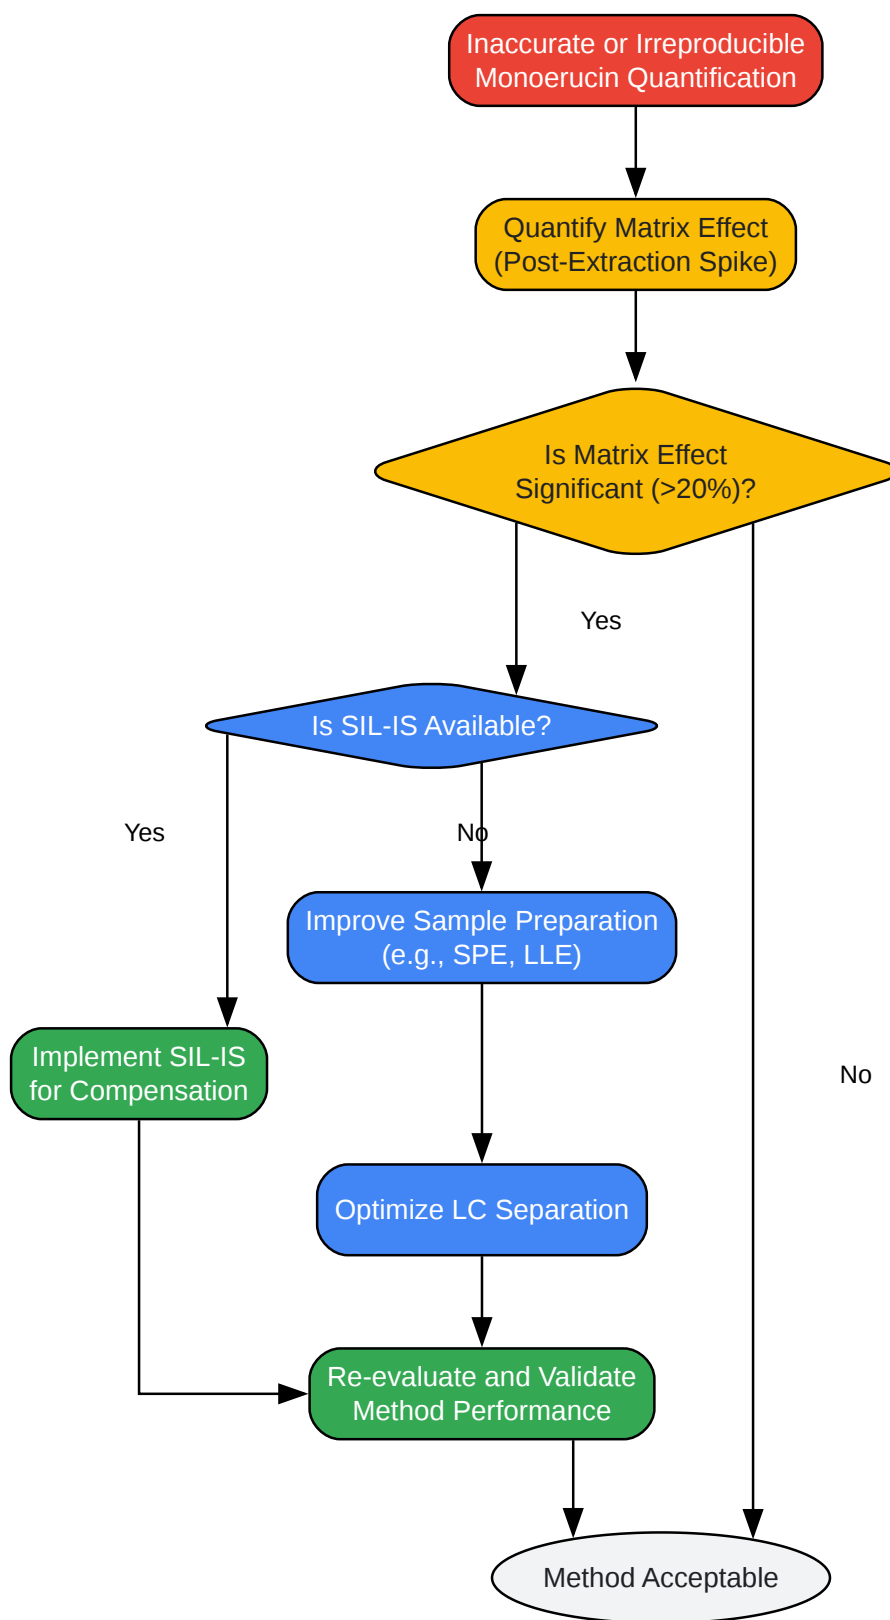 Inaccurate or Irreproducible
Monoerucin Quantification
Quantify Matrix Effect
(Post-Extraction Spike)
Is Matrix Effect
Significant (>20%)?
Yes
Is SIL-IS Available?
Yes
No
Improve Sample Preparation
(e.g., SPE, LLE)
Implement SIL-IS
for Compensation
No
Optimize LC Separation
Re-evaluate and Validate
Method Performance
Method Acceptable